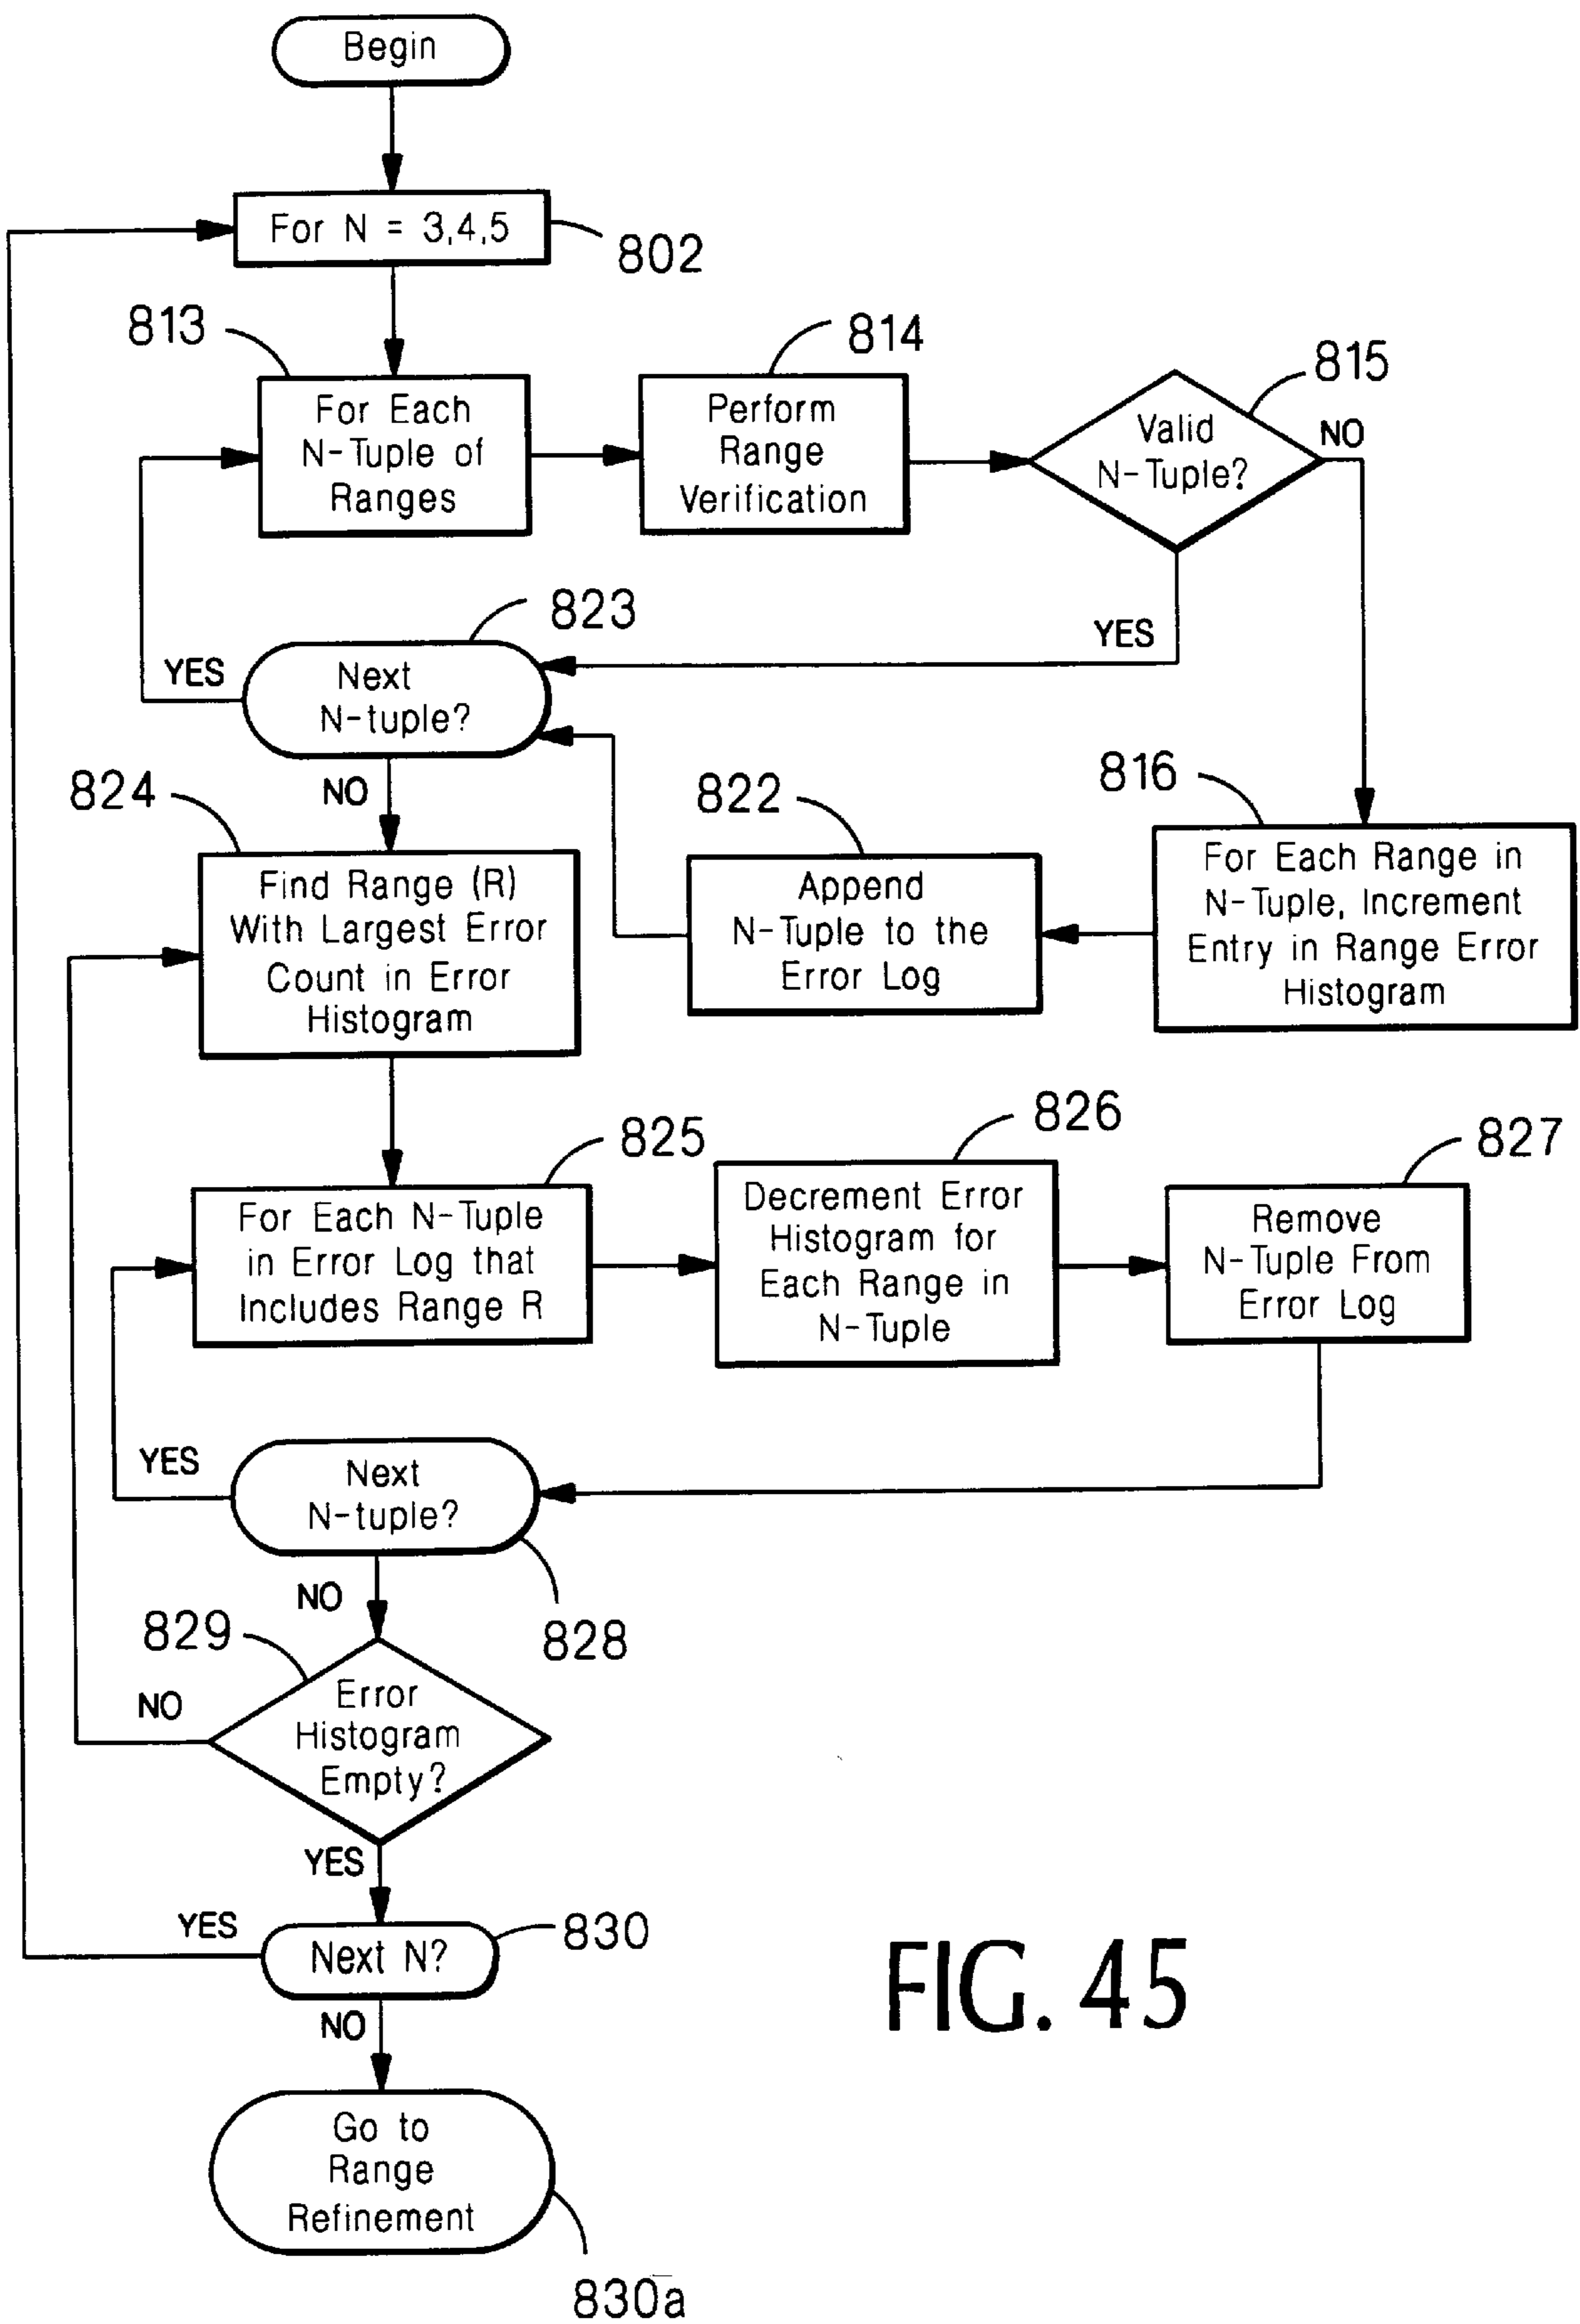 Begin
For N = 3,4,5
802
813
For Each
N-Tuple of
Ranges
814
Perform
Range
Verification
815
Valid
N-Tuple?
NO
YES
823
Next
N-tuple?
YES
NO
816
For Each Range in
N-Tuple, Increment
Entry in Range Error
Histogram
822
Append
N-Tuple to the
Error Log
824
Find Range (R)
With Largest Error
Count in Error
Histogram
825
For Each N-Tuple
in Error Log that
Includes Range R
826
Decrement Error
Histogram for
Each Range in
N-Tuple
827
Remove
N-Tuple From
Error Log
YES
Next
N-tuple?
828
NO
829
Error
Histogram
Empty?
NO
YES
YES
Next N?
830
NO
Go to
Range
Refinement
830a
FIG. 45